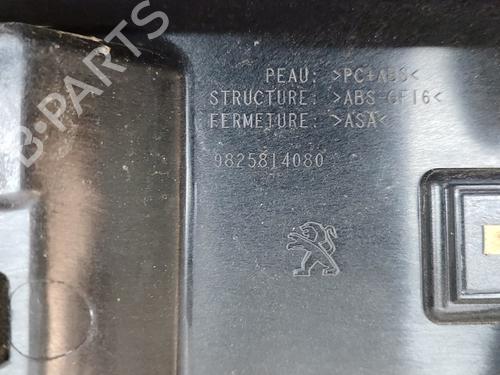 PEAU: >PC+ABS<
STRUCTURE: >ABS-GF16<
FERMETURE: >ASA<
9825814080
B-PARTS